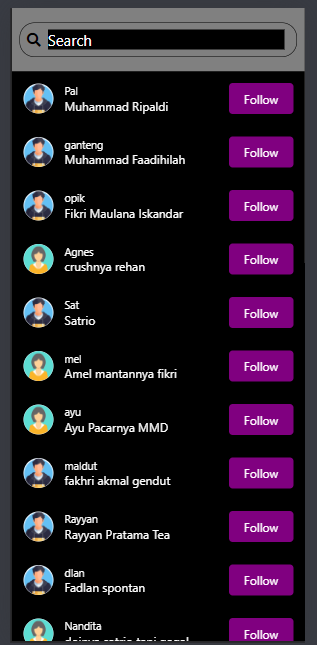 Search
Pal
Muhammad Ripaldi
Follow
ganteng
Muhammad Faadihilah
Follow
opik
Fikri Maulana Iskandar
Follow
Agnes
crushnya rehan
Follow
Sat
Satrio
Follow
mel
Amel mantannya fikri
Follow
ayu
Ayu Pacarnya MMD
Follow
maldut
fakhri akmal gendut
Follow
Rayyan
Rayyan Pratama Tea
Follow
dlan
Fadlan spontan
Follow
Nandita
Follow